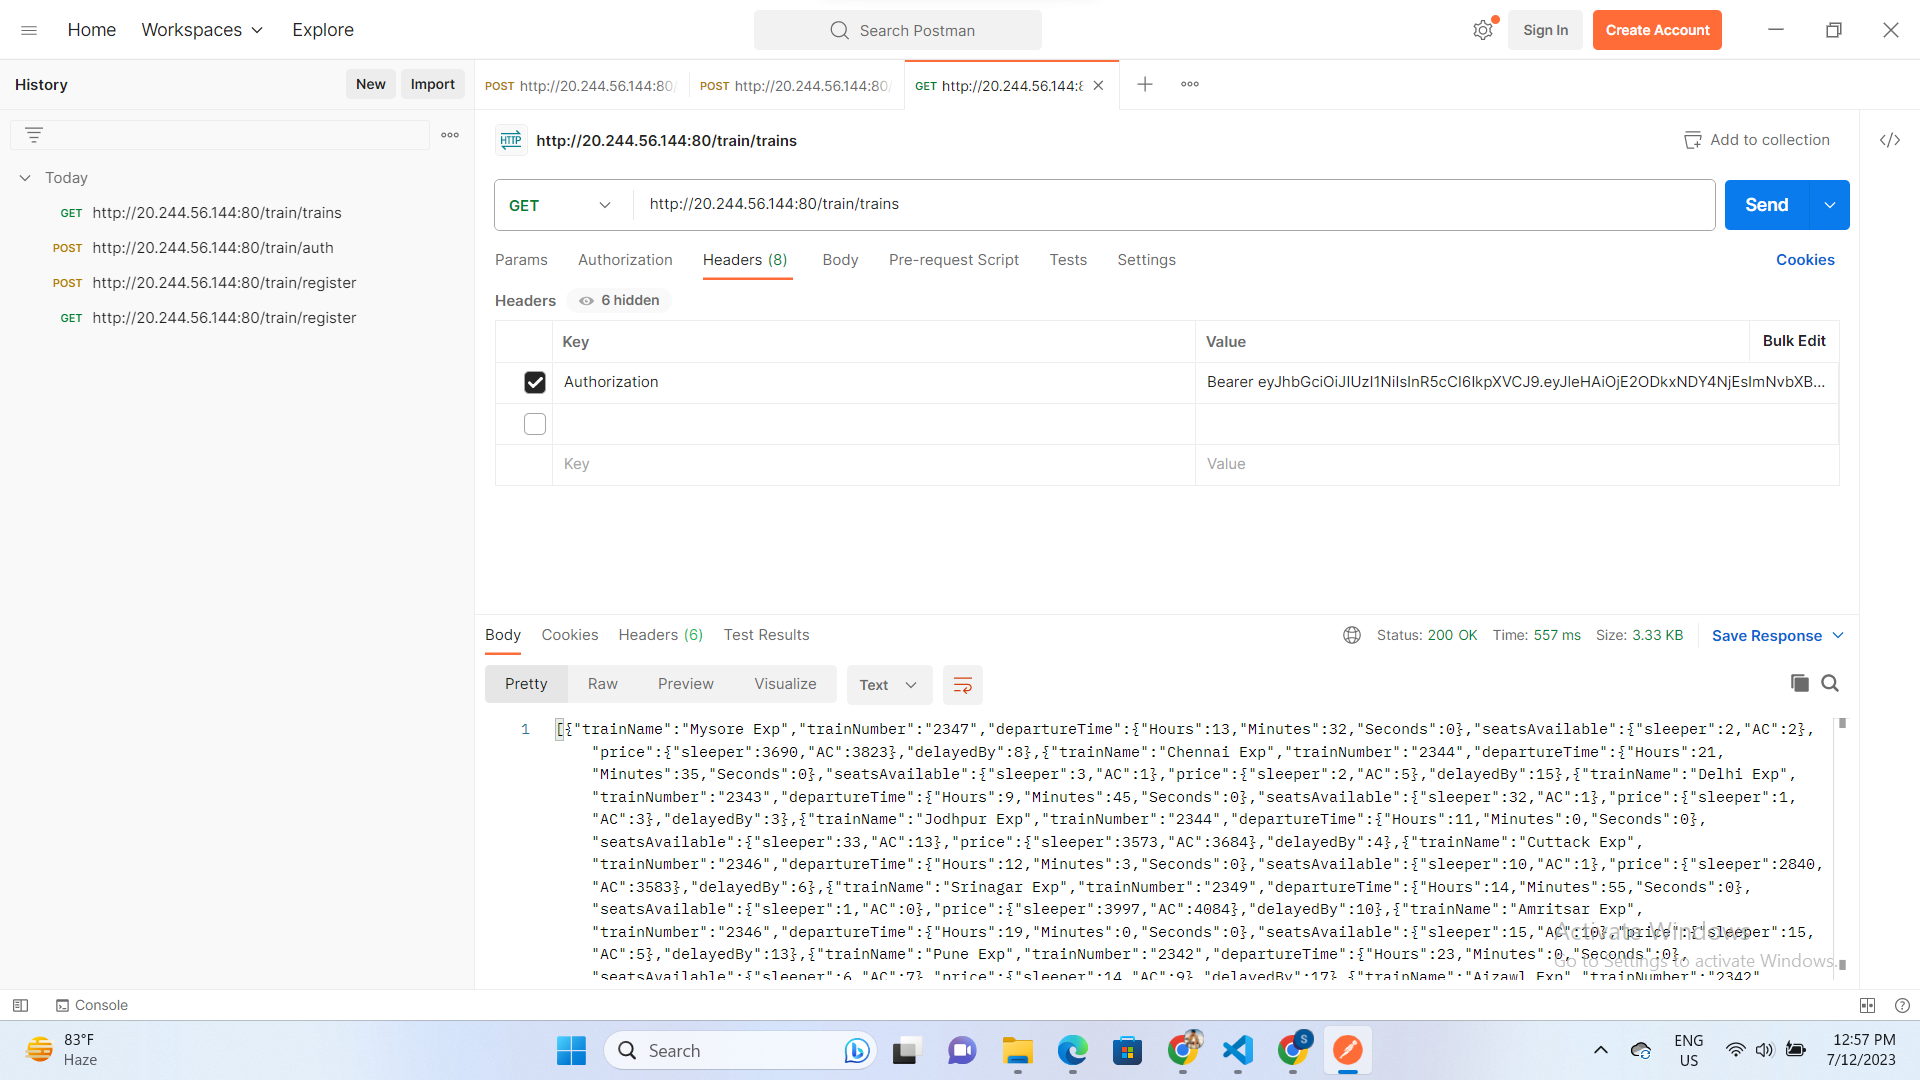 Home Workspaces Explore
Search Postman
Sign In Create Account
History New Import
POST http://20.244.56.144:80/ POST http://20.244.56.144:80/ GET http://20.244.56.144:8
HTTP http://20.244.56.144:80/train/trains
Add to collection
Today
GET http://20.244.56.144:80/train/trains
POST http://20.244.56.144:80/train/auth
POST http://20.244.56.144:80/train/register
GET http://20.244.56.144:80/train/register
GET http://20.244.56.144:80/train/trains
Send
Params Authorization Headers (8) Body Pre-request Script Tests Settings
Cookies
Headers 6 hidden
Key Value Bulk Edit
Authorization Bearer eyJhbGciOiJIUzI1NiIsInR5cCI6IkpXVCJ9.eyJleHAiOjE2ODkxNDY4NjEsImNvbXB...
Key Value
Body Cookies Headers (6) Test Results
Status: 200 OK Time: 557 ms Size: 3.33 KB Save Response
Pretty Raw Preview Visualize Text
1 [{"trainName":"Mysore Exp","trainNumber":"2347","departureTime":{"Hours":13,"Minutes":32,"Seconds":0},"seatsAvailable":{"sleeper":2,"AC":2},
"price":{"sleeper":3690,"AC":3823},"delayedBy":8},{"trainName":"Chennai Exp","trainNumber":"2344","departureTime":{"Hours":21,
"Minutes":35,"Seconds":0},"seatsAvailable":{"sleeper":3,"AC":1},"price":{"sleeper":2,"AC":5},"delayedBy":15},{"trainName":"Delhi Exp",
"trainNumber":"2343","departureTime":{"Hours":9,"Minutes":45,"Seconds":0},"seatsAvailable":{"sleeper":32,"AC":1},"price":{"sleeper":1,
"AC":3},"delayedBy":3},{"trainName":"Jodhpur Exp","trainNumber":"2344","departureTime":{"Hours":11,"Minutes":0,"Seconds":0},
"seatsAvailable":{"sleeper":33,"AC":13},"price":{"sleeper":3573,"AC":3684},"delayedBy":4},{"trainName":"Cuttack Exp",
"trainNumber":"2346","departureTime":{"Hours":12,"Minutes":3,"Seconds":0},"seatsAvailable":{"sleeper":10,"AC":1},"price":{"sleeper":2840,
"AC":3583},"delayedBy":6},{"trainName":"Srinagar Exp","trainNumber":"2349","departureTime":{"Hours":14,"Minutes":55,"Seconds":0},
"seatsAvailable":{"sleeper":1,"AC":0},"price":{"sleeper":3997,"AC":4084},"delayedBy":10},{"trainName":"Amritsar Exp",
"trainNumber":"2346","departureTime":{"Hours":19,"Minutes":0,"Seconds":0},"seatsAvailable":{"sleeper":15,"AC":10},"price":{"sleeper":15,
"AC":5},"delayedBy":13},{"trainName":"Pune Exp","trainNumber":"2342","departureTime":{"Hours":23,"Minutes":0,"Seconds":0},
"seatsAvailable":{"sleeper":6,"AC":7},"price":{"sleeper":14,"AC":9},"delayedBy":17},{"trainName":"Aizawl Exp","trainNumber":"2342",
Activate Windows
Go to Settings to activate Windows.
Console
83°F
Haze
Search
S
ENG
US
12:57 PM
7/12/2023